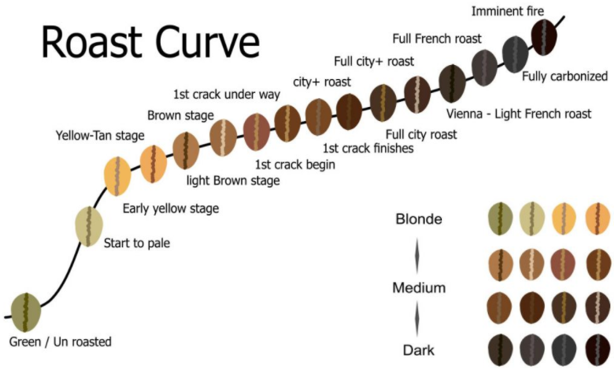 Roast Curve
Imminent fire
Full French roast
Full city+ roast
Fully carbonized
city+ roast
1st crack under way
Vienna - Light French roast
Brown stage
Full city roast
Yellow-Tan stage
1st crack finishes
1st crack begin
light Brown stage
Early yellow stage
Start to pale
Green / Un roasted
Blonde
Medium
Dark